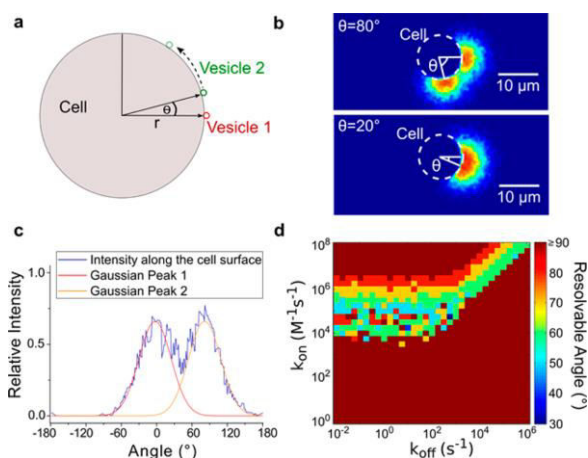 a
Vesicle 2
Cell
θ
r
Vesicle 1
b
θ=80°
Cell
θ
10 μm
θ=20°
Cell
θ
10 μm
c
Intensity along the cell surface
Gaussian Peak 1
Gaussian Peak 2
Relative Intensity
1.0
0.5
0.0
-180 -60 0 60 120 180
Angle (°)
d
kon (M-1s-1)
10^8
10^6
10^4
10^2
10^0
10^-2 10^0 10^2 10^4 10^6
koff (s-1)
≥90
80
70
60
50
40
30
Resolvable Angle (°)